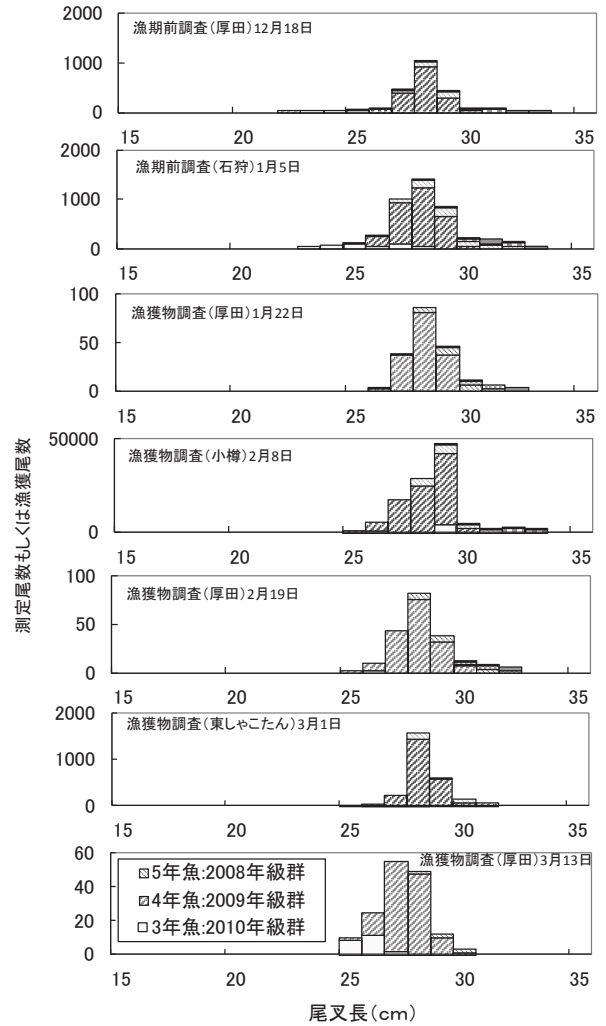 2000
1000
0
漁期前調査(厚田)12月18日
15 20 25 30 35
2000
1000
0
漁期前調査(石狩)1月5日
15 20 25 30 35
100
50
0
漁獲物調査(厚田)1月22日
15 20 25 30 35
測定尾数もしくは漁獲尾数
50000
0
漁獲物調査(小樽)2月8日
15 20 25 30 35
100
50
0
漁獲物調査(厚田)2月19日
15 20 25 30 35
2000
1000
0
漁獲物調査(東しゃこたん)3月1日
15 20 25 30 35
60
40
20
0
漁獲物調査(厚田)3月13日
5年魚:2008年級群
4年魚:2009年級群
3年魚:2010年級群
15 20 25 30 35
尾叉長(cm)